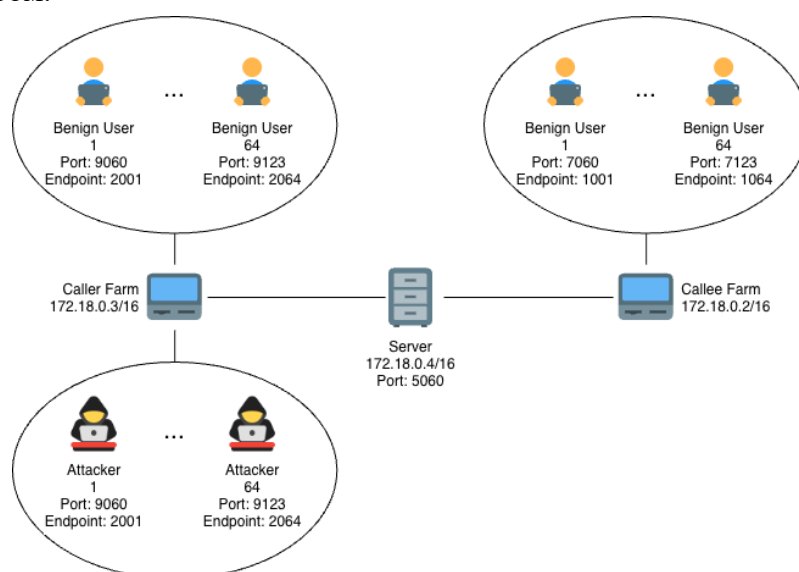 ...
...
Benign User
1
Port: 9060
Endpoint: 2001
Benign User
64
Port: 9123
Endpoint: 2064
Benign User
1
Port: 7060
Endpoint: 1001
Benign User
64
Port: 7123
Endpoint: 1064
Caller Farm
172.18.0.3/16
Server
172.18.0.4/16
Port: 5060
Callee Farm
172.18.0.2/16
...
Attacker
1
Port: 9060
Endpoint: 2001
Attacker
64
Port: 9123
Endpoint: 2064